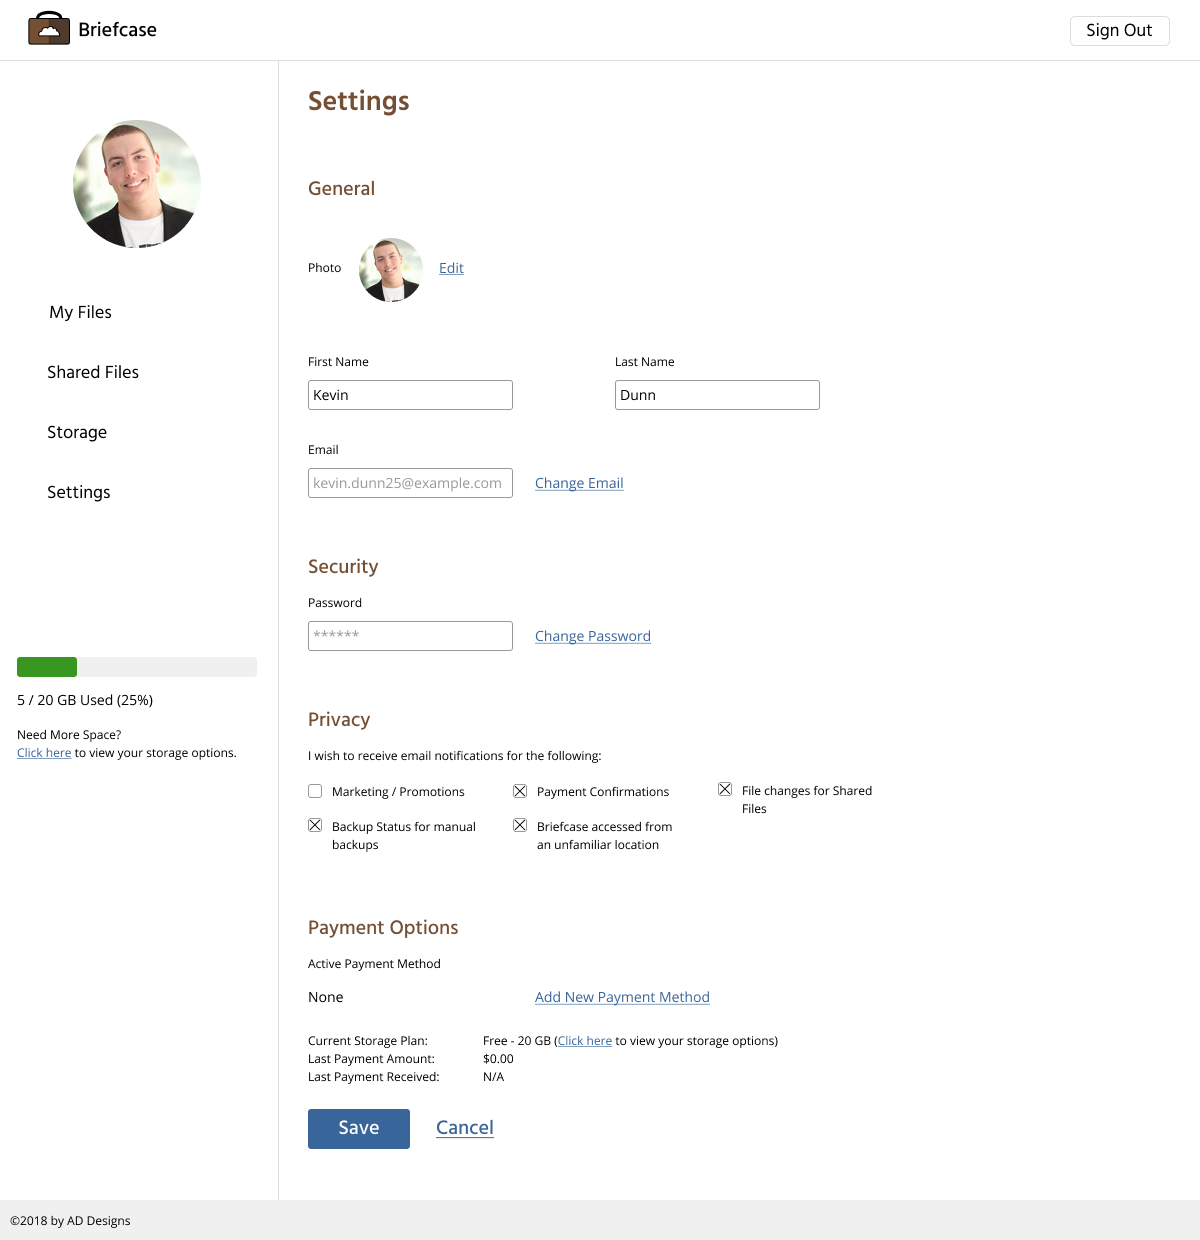 Briefcase
Sign Out
My Files
Shared Files
Storage
Settings
5 / 20 GB Used (25%)
Need More Space?
Click here to view your storage options.
Settings
General
Photo
Edit
First Name
Last Name
Kevin
Dunn
Email
kevin.dunn25@example.com
Change Email
Security
Password
******
Change Password
Privacy
I wish to receive email notifications for the following:
Marketing / Promotions
Payment Confirmations
File changes for Shared
Files
Backup Status for manual
backups
Briefcase accessed from
an unfamiliar location
Payment Options
Active Payment Method
None
Add New Payment Method
Current Storage Plan: Free - 20 GB (Click here to view your storage options)
Last Payment Amount: $0.00
Last Payment Received: N/A
Save
Cancel
©2018 by AD Designs